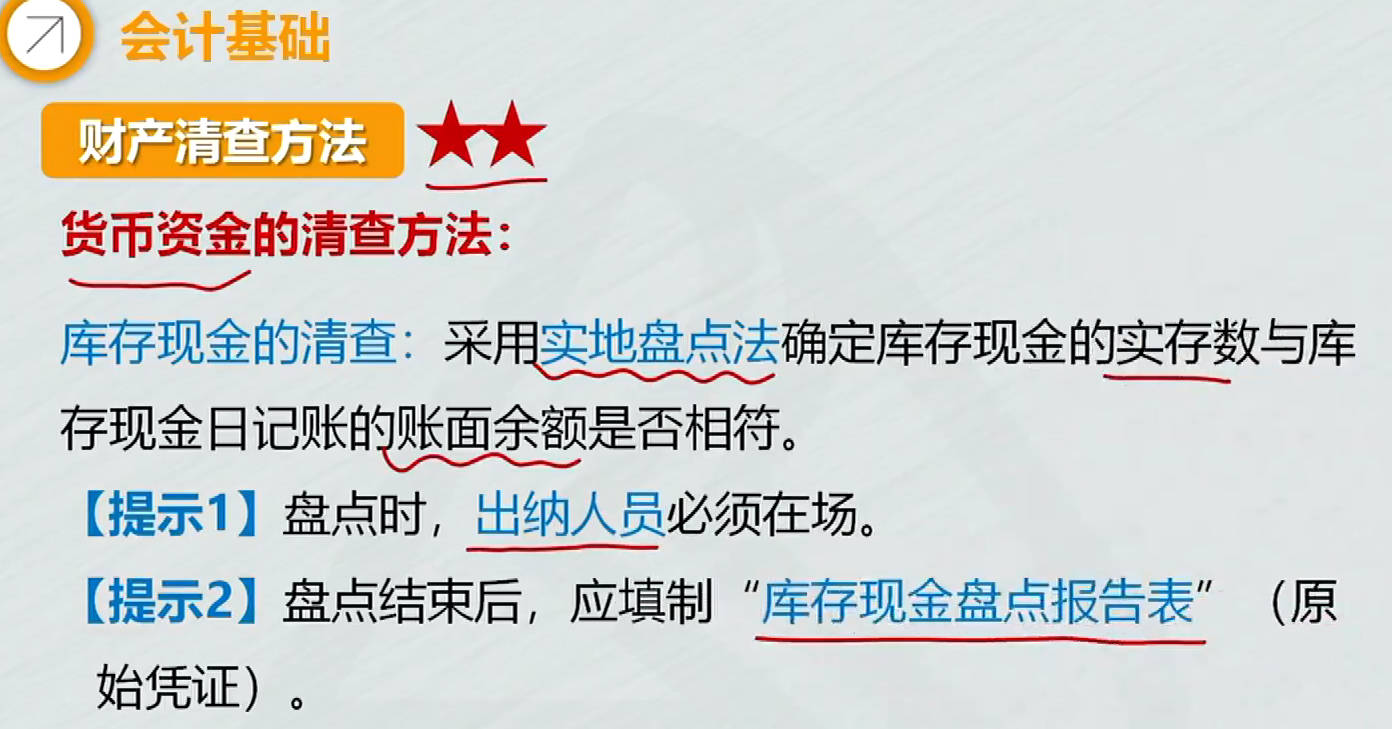 会计基础
财产清查方法
货币资金的清查方法：
库存现金的清查：采用实地盘点法确定库存现金的实存数与库
存现金日记账的账面余额是否相符。
【提示1】盘点时，出纳人员必须在场。
【提示2】盘点结束后，应填制“库存现金盘点报告表”（原
始凭证）。